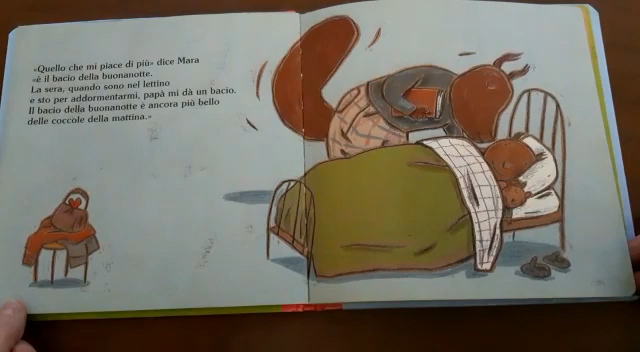 «Quello che mi piace di più» dice Mara
«è il bacio della buonanotte.
La sera, quando sono nel lettino
e sto per addormentarmi, papà mi dà un bacio.
Il bacio della buonanotte è ancora più bello
delle coccole della mattina.»